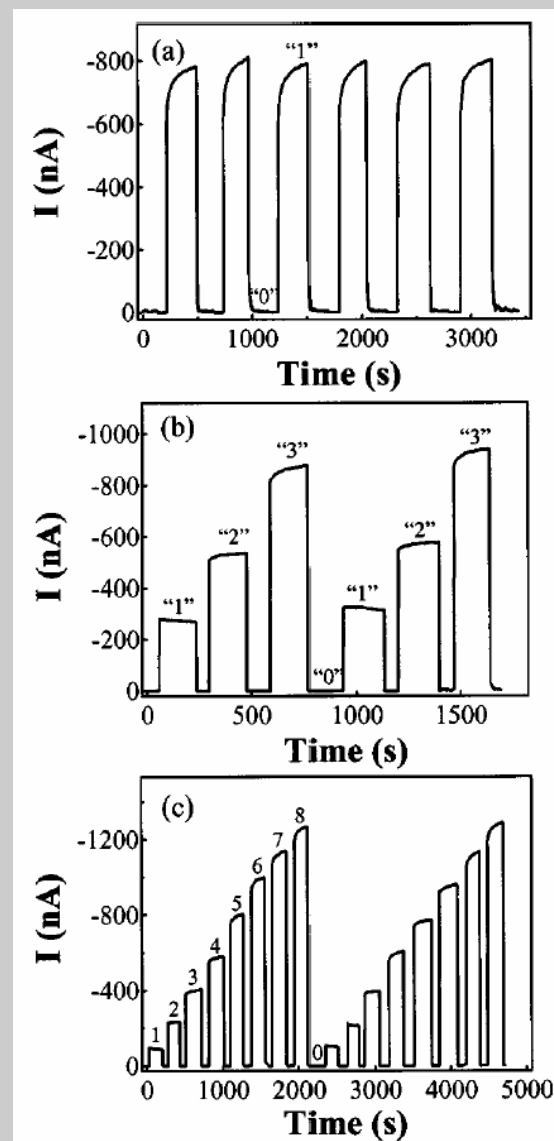 (a)
I (nA)
-800
-600
-400
-200
0
“1”
“0”
0 1000 2000 3000
Time (s)
(b)
I (nA)
-1000
-800
-600
-400
-200
0
“1” “2” “3” “0” “1” “2” “3”
0 500 1000 1500
Time (s)
(c)
I (nA)
-1200
-800
-400
0
1 2 3 4 5 6 7 8 0
0 1000 2000 3000 4000 5000
Time (s)